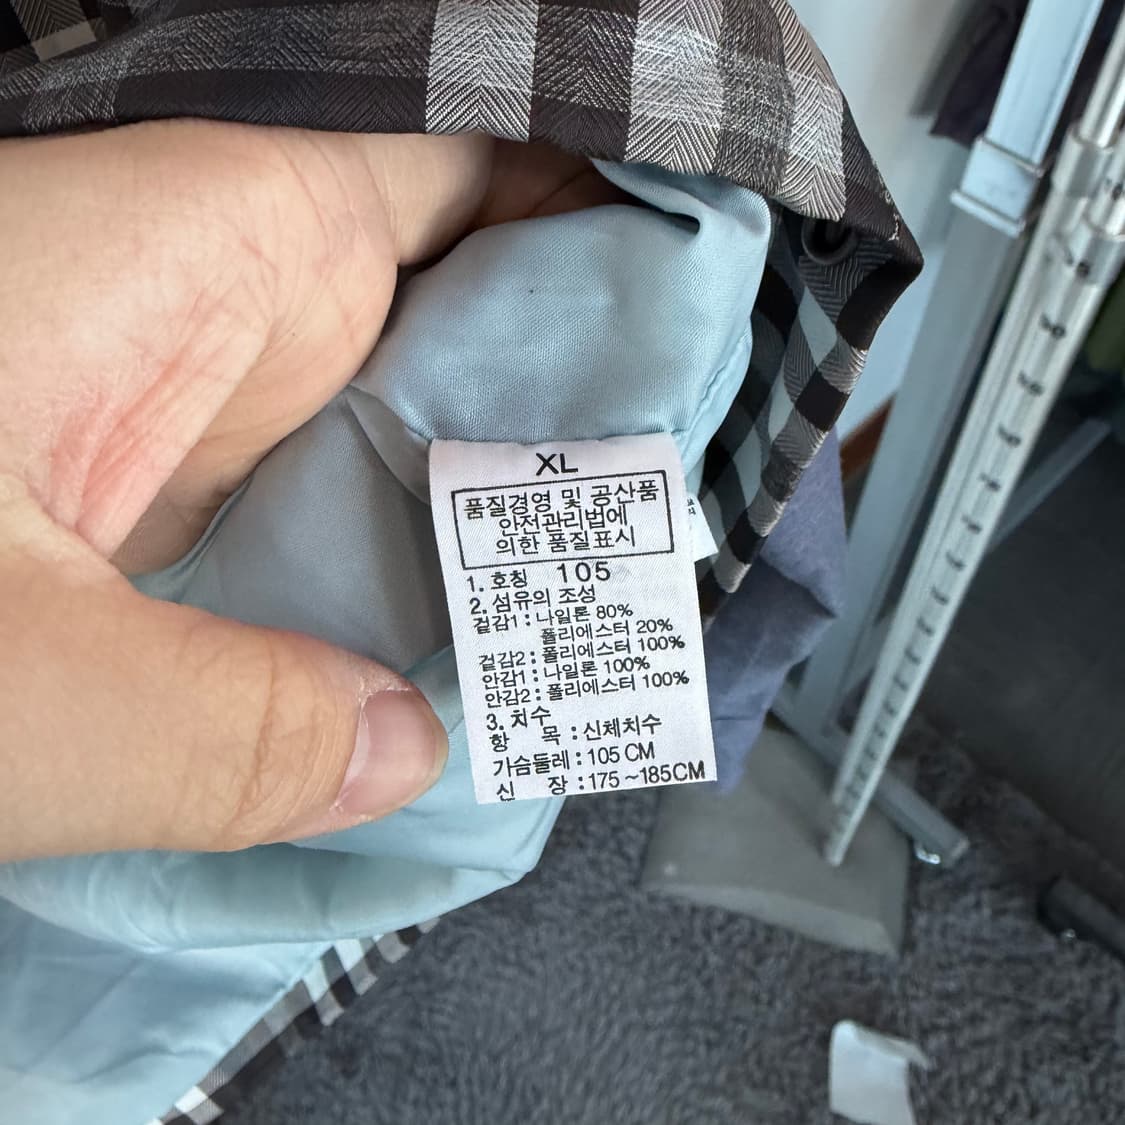 XL
품질경영 및 공산품
안전관리법에
의한 품질표시
1. 호칭 105
2. 섬유의 조성
겉감1 : 나일론 80%
폴리에스터 20%
겉감2 : 폴리에스터 100%
안감1 : 나일론 100%
안감2 : 폴리에스터 100%
3. 치수
항 목 : 신체치수
가슴둘레 : 105 CM
신 장 : 175 ~185CM